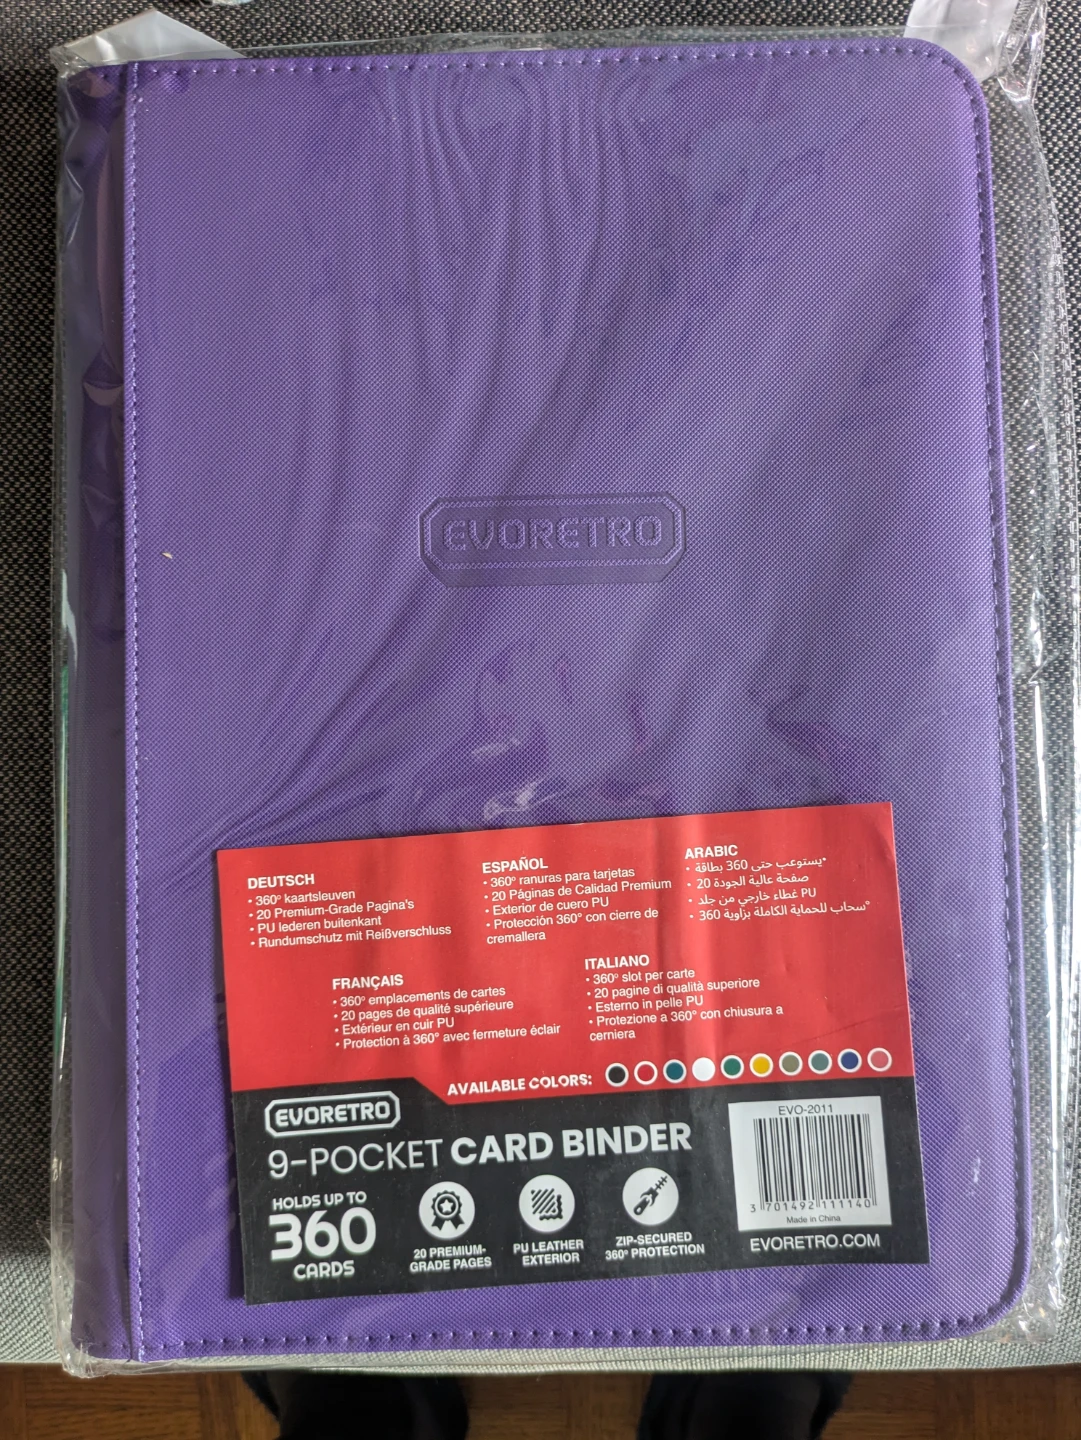 EVORETRO
DEUTSCH
• 360º kaartsleuven
• 20 Premium-Grade Pagina's
• PU lederen buitenkant
• Rundumschutz mit Reißverschluss
ESPAÑOL
• 360º ranuras para tarjetas
• 20 Páginas de Calidad Premium
• Exterior de cuero PU
• Protección 360° con cierre de
cremallera
ARABIC
• يستوعب حتى 360 بطاقة°
• صفحة عالية الجودة 20
• غطاء خارجي من جلد PU
• سحاب للحماية الكاملة بزاوية 360°
FRANÇAIS
• 360º emplacements de cartes
• 20 pages de qualité supérieure
• Extérieur en cuir PU
• Protection à 360° avec fermeture éclair
ITALIANO
• 360º slot per carte
• 20 pagine di qualità superiore
• Esterno in pelle PU
• Protezione a 360° con chiusura a
cerniera
AVAILABLE COLORS:
EVORETRO
9-POCKET CARD BINDER
HOLDS UP TO
360
CARDS
20 PREMIUM-
GRADE PAGES
PU LEATHER
EXTERIOR
ZIP-SECURED
360º PROTECTION
EVO-2011
3 701492 111140
Made in China
EVORETRO.COM